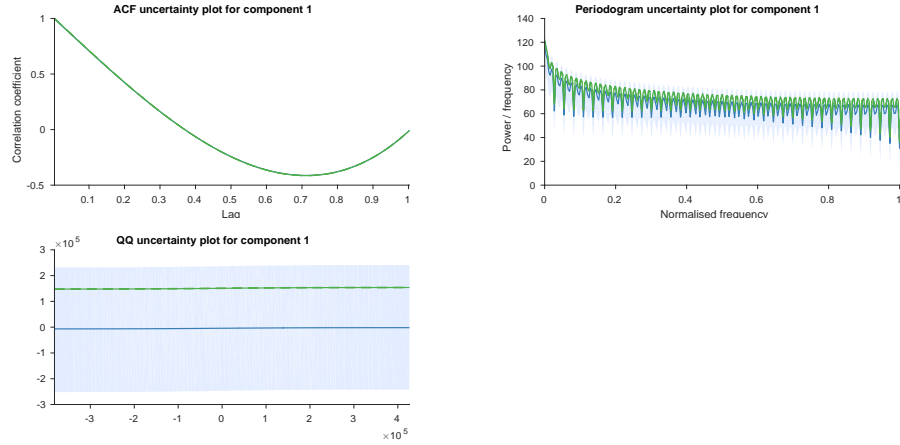 ACF uncertainty plot for component 1
1
0.5
0
-0.5
Correlation coefficient
0.1 0.2 0.3 0.4 0.5 0.6 0.7 0.8 0.9 1
Lag
Periodogram uncertainty plot for component 1
140
120
100
80
60
40
20
0
Power / frequency
0 0.2 0.4 0.6 0.8 1
Normalised frequency
QQ uncertainty plot for component 1
×10 5
3
2
1
0
-1
-2
-3
-3 -2 -1 0 1 2 3 4
×10 5